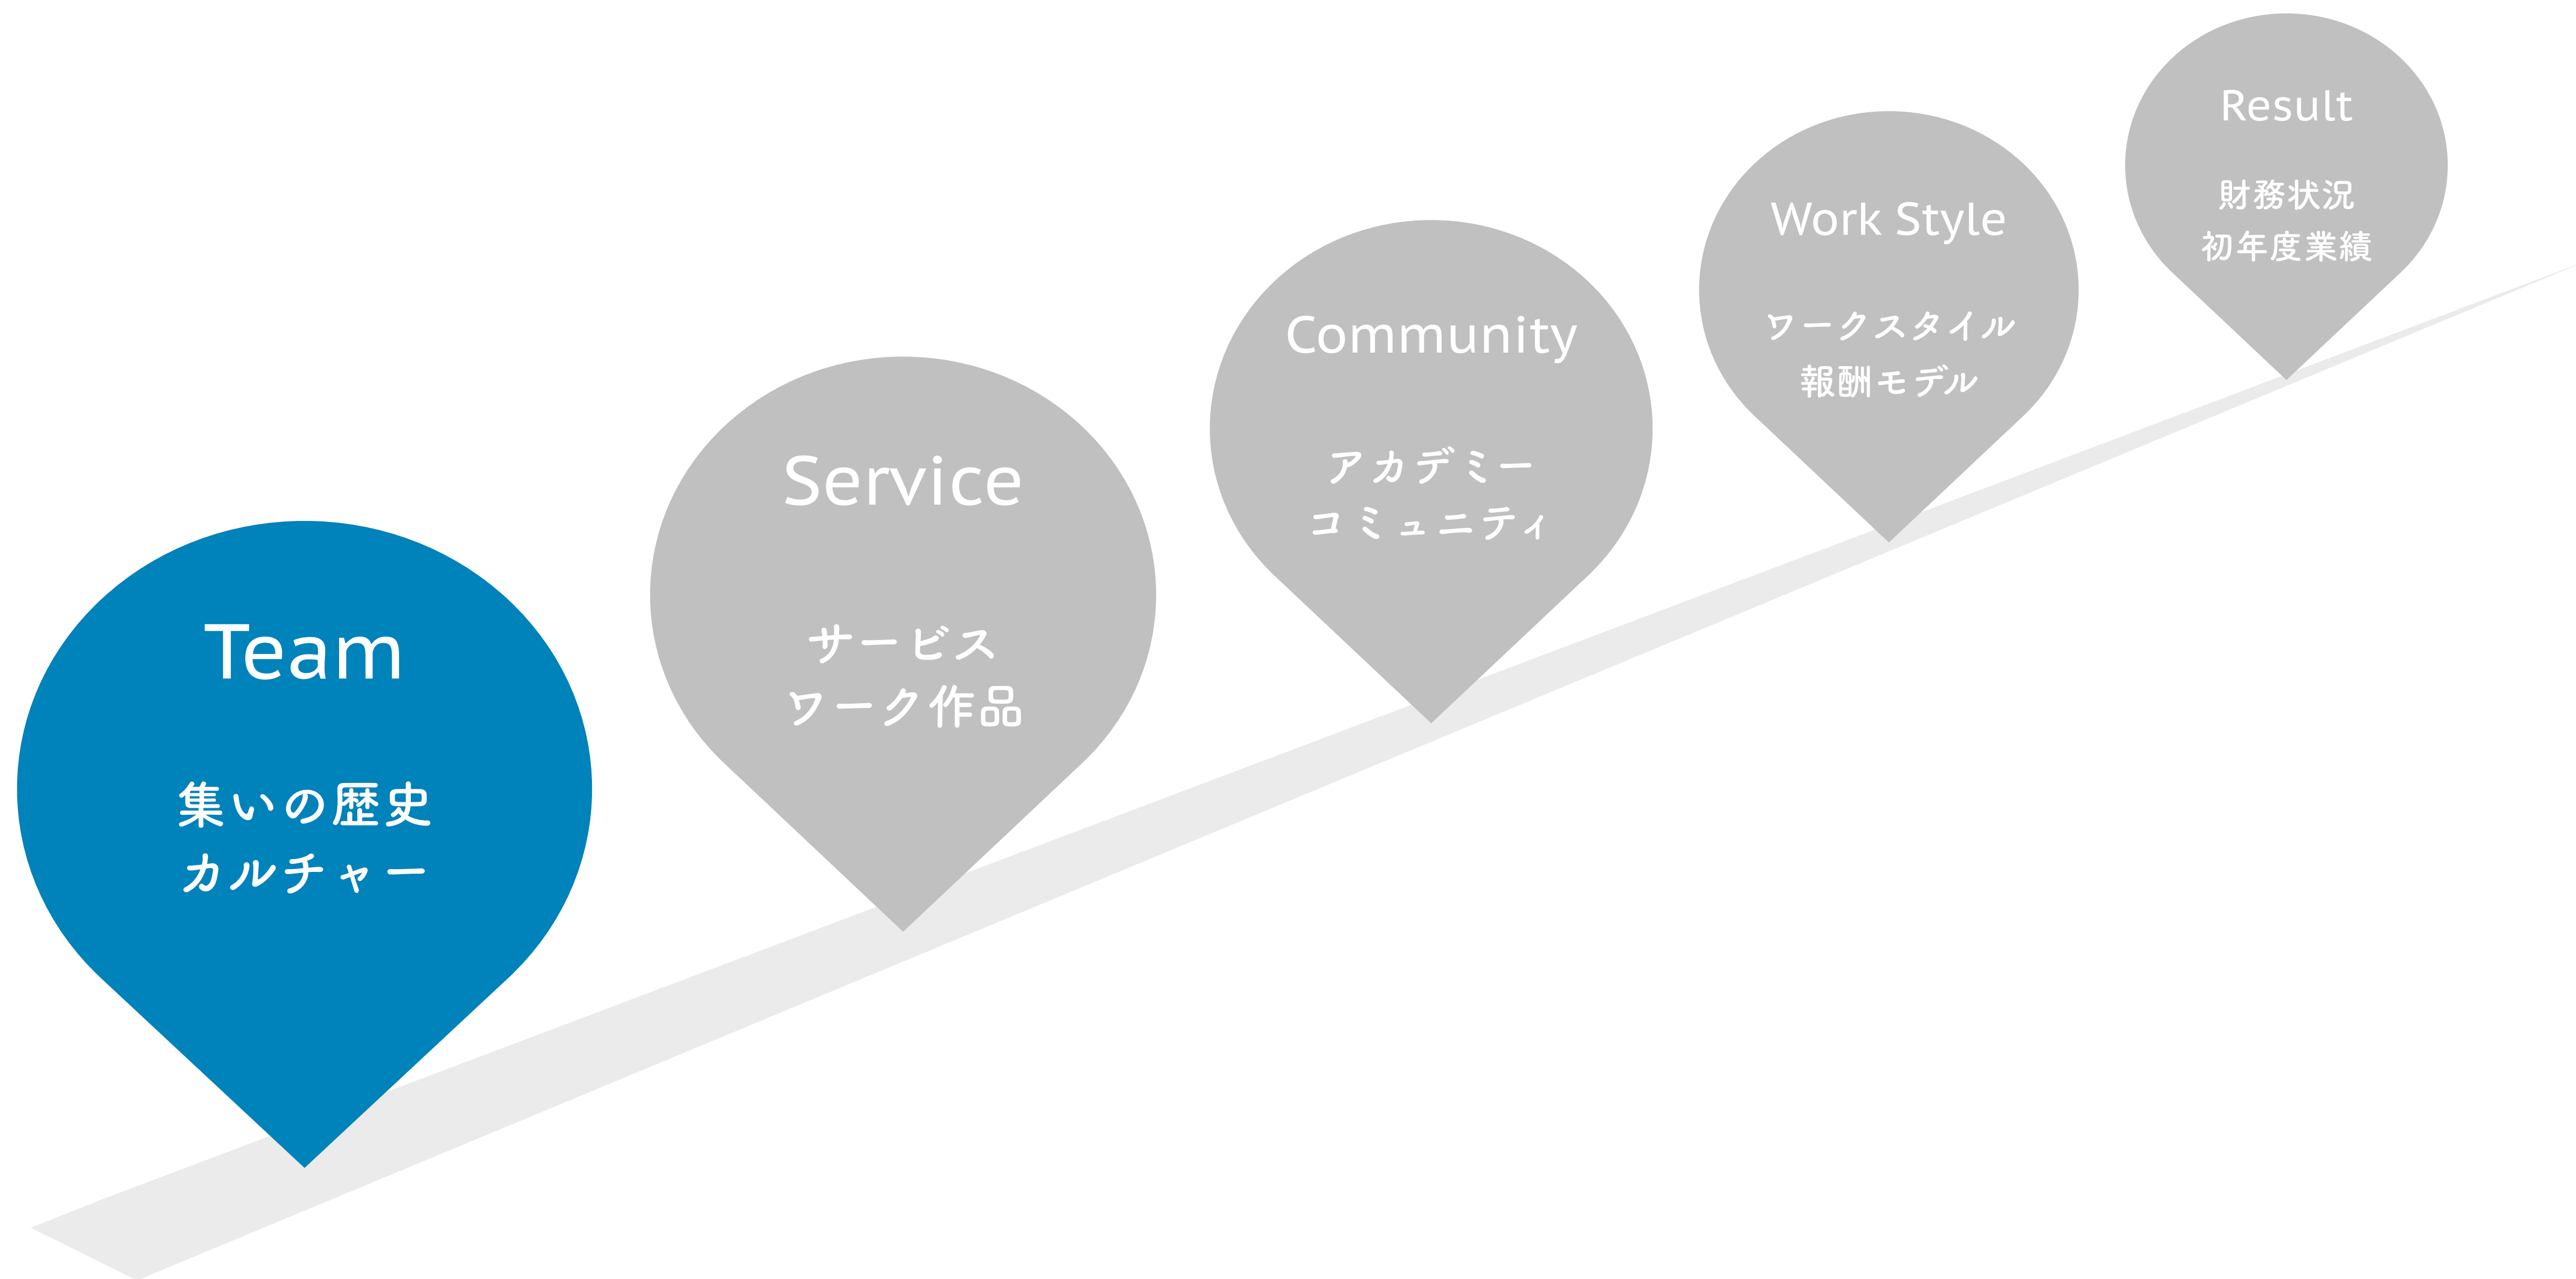 Team
集いの歴史
カルチャー
Service
サービス
ワーク作品
Community
アカデミー
コミュニティ
Work Style
ワークスタイル
報酬モデル
Result
財務状況
初年度業績